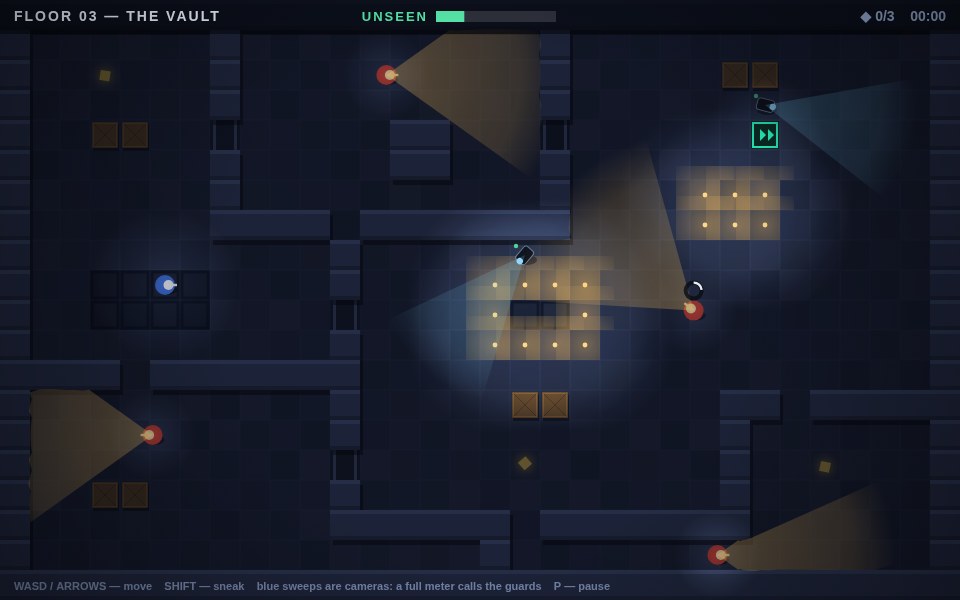 FLOOR 03 — THE VAULT
UNSEEN
◆ 0/3 00:00
WASD / ARROWS — move SHIFT — sneak blue sweeps are cameras: a full meter calls the guards P — pause